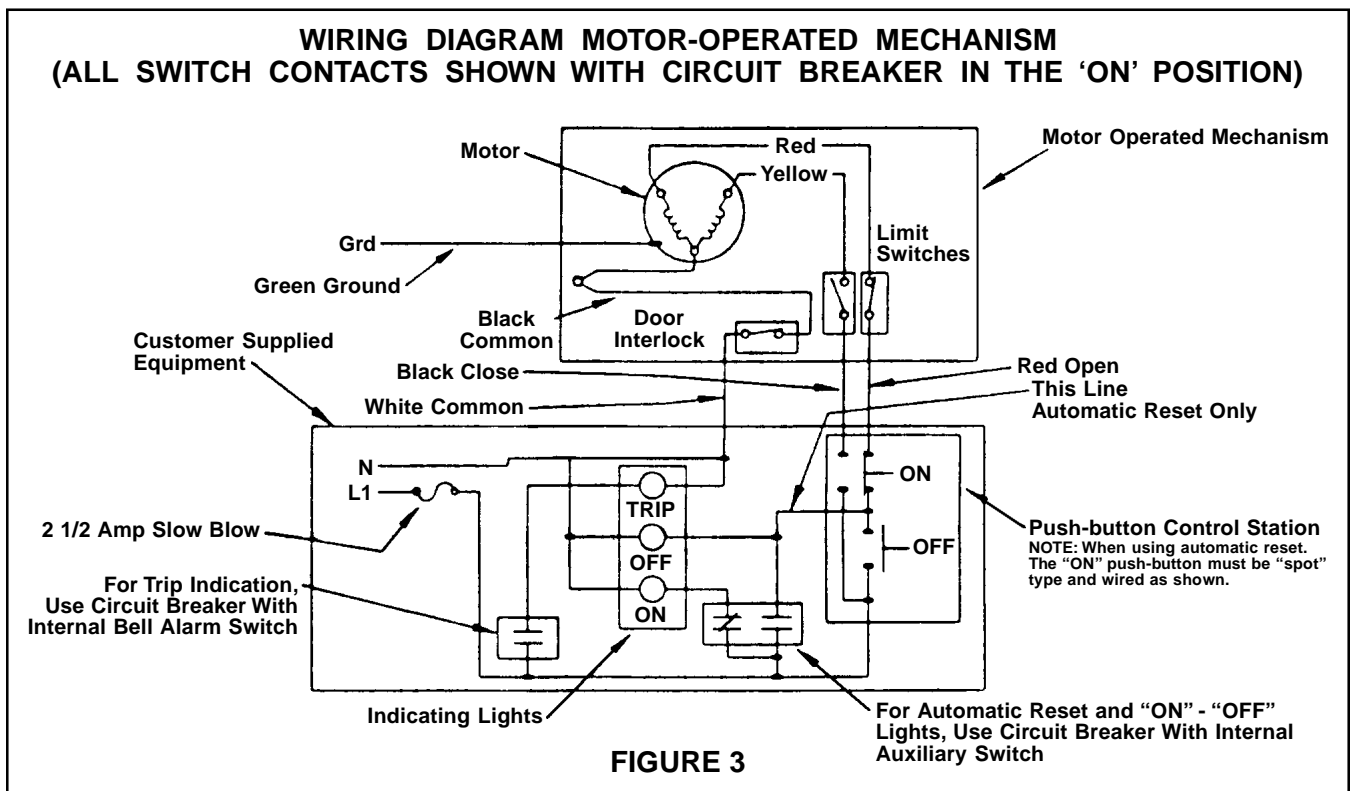 WIRING DIAGRAM MOTOR-OPERATED MECHANISM
(ALL SWITCH CONTACTS SHOWN WITH CIRCUIT BREAKER IN THE ‘ON’ POSITION)
Motor Operated Mechanism
Motor
Red
Yellow
Limit
Switches
Grd
Green Ground
Black
Common
Door
Interlock
Customer Supplied
Equipment
Black Close
White Common
Red Open
This Line
Automatic Reset Only
N
L1
2 1/2 Amp Slow Blow
TRIP
OFF
ON
ON
OFF
Push-button Control Station
NOTE: When using automatic reset.
The “ON” push-button must be “spot”
type and wired as shown.
For Trip Indication,
Use Circuit Breaker With
Internal Bell Alarm Switch
Indicating Lights
For Automatic Reset and “ON” - “OFF”
Lights, Use Circuit Breaker With Internal
Auxiliary Switch
FIGURE 3